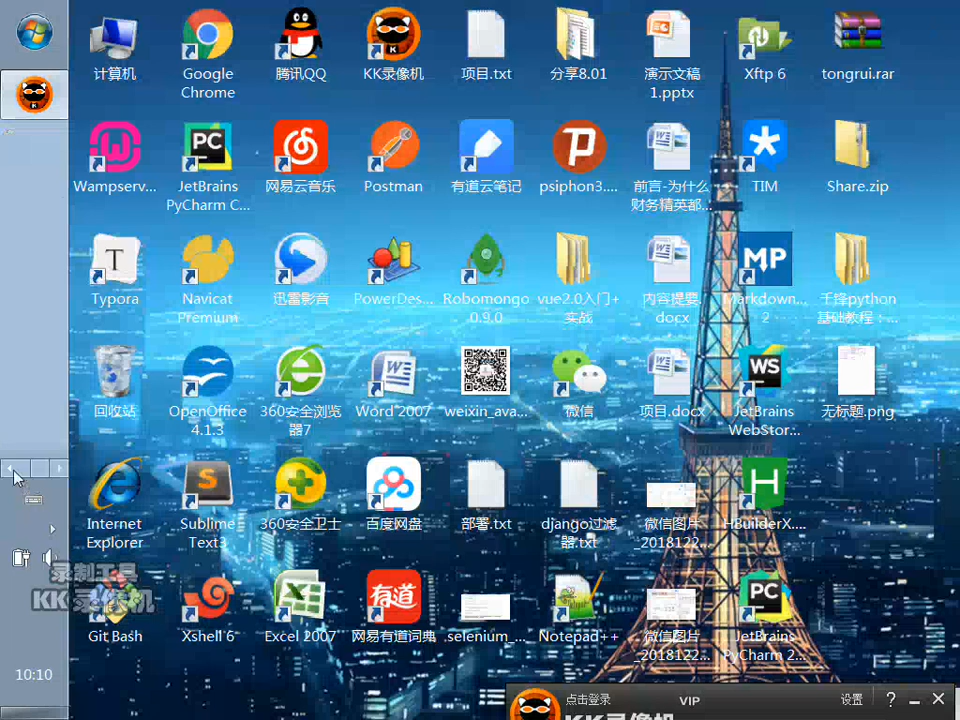 计算机
Google
Chrome
腾讯QQ
KK录像机
项目.txt
分享8.01
演示文稿
1.pptx
Xftp 6
tongrui.rar
Wampserv...
JetBrains
PyCharm C...
网易云音乐
Postman
有道云笔记
psiphon3....
前言-为什么
财务精英都...
TIM
Share.zip
Typora
Navicat
Premium
迅雷影音
PowerDes...
Robomongo
0.9.0
vue2.0入门+
实战
内容提要.
docx
Markdown...
2
千锋python
基础教程：...
回收站
OpenOffice
4.1.3
360安全浏览
器7
Word 2007
weixin_ava...
微信
项目.docx
JetBrains
WebStor...
无标题.png
Internet
Explorer
Sublime
Text3
360安全卫士
百度网盘
部署.txt
django过滤
器.txt
微信图片
_2018122...
HBuilderX....
录制工具
KK录像机
Git Bash
Xshell 6
Excel 2007
网易有道词典
selenium_...
Notepad++
微信图片
_2018122...
JetBrains
PyCharm 2...
10:10
点击登录
VIP
设置
KK录像机